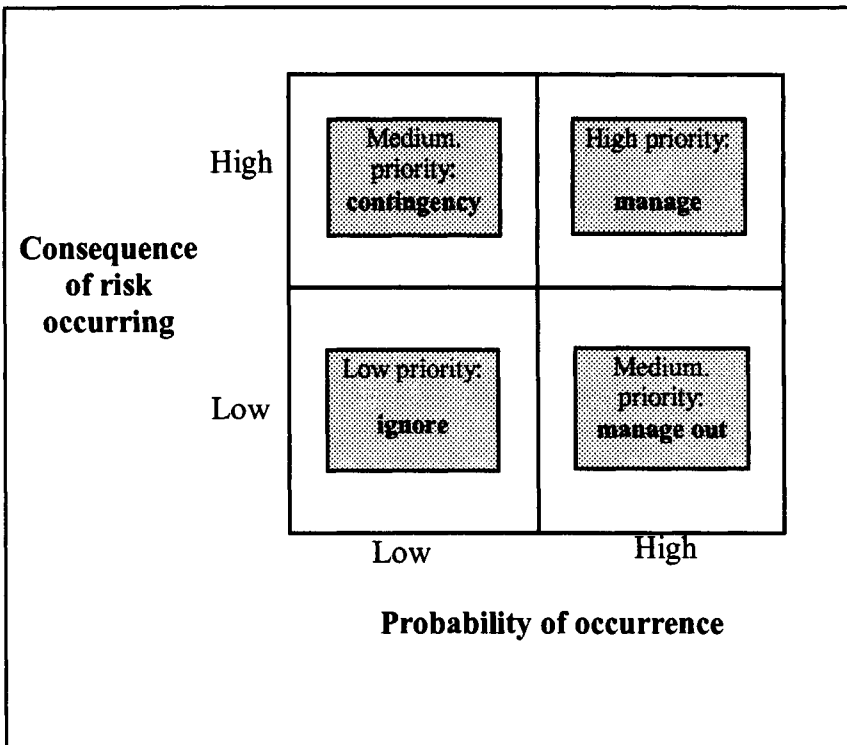 High
Medium.
priority:
contingency
High priority:
manage
Consequence
of risk
occurring
Low
Low priority:
ignore
Medium.
priority:
manage out
Low
High
Probability of occurrence